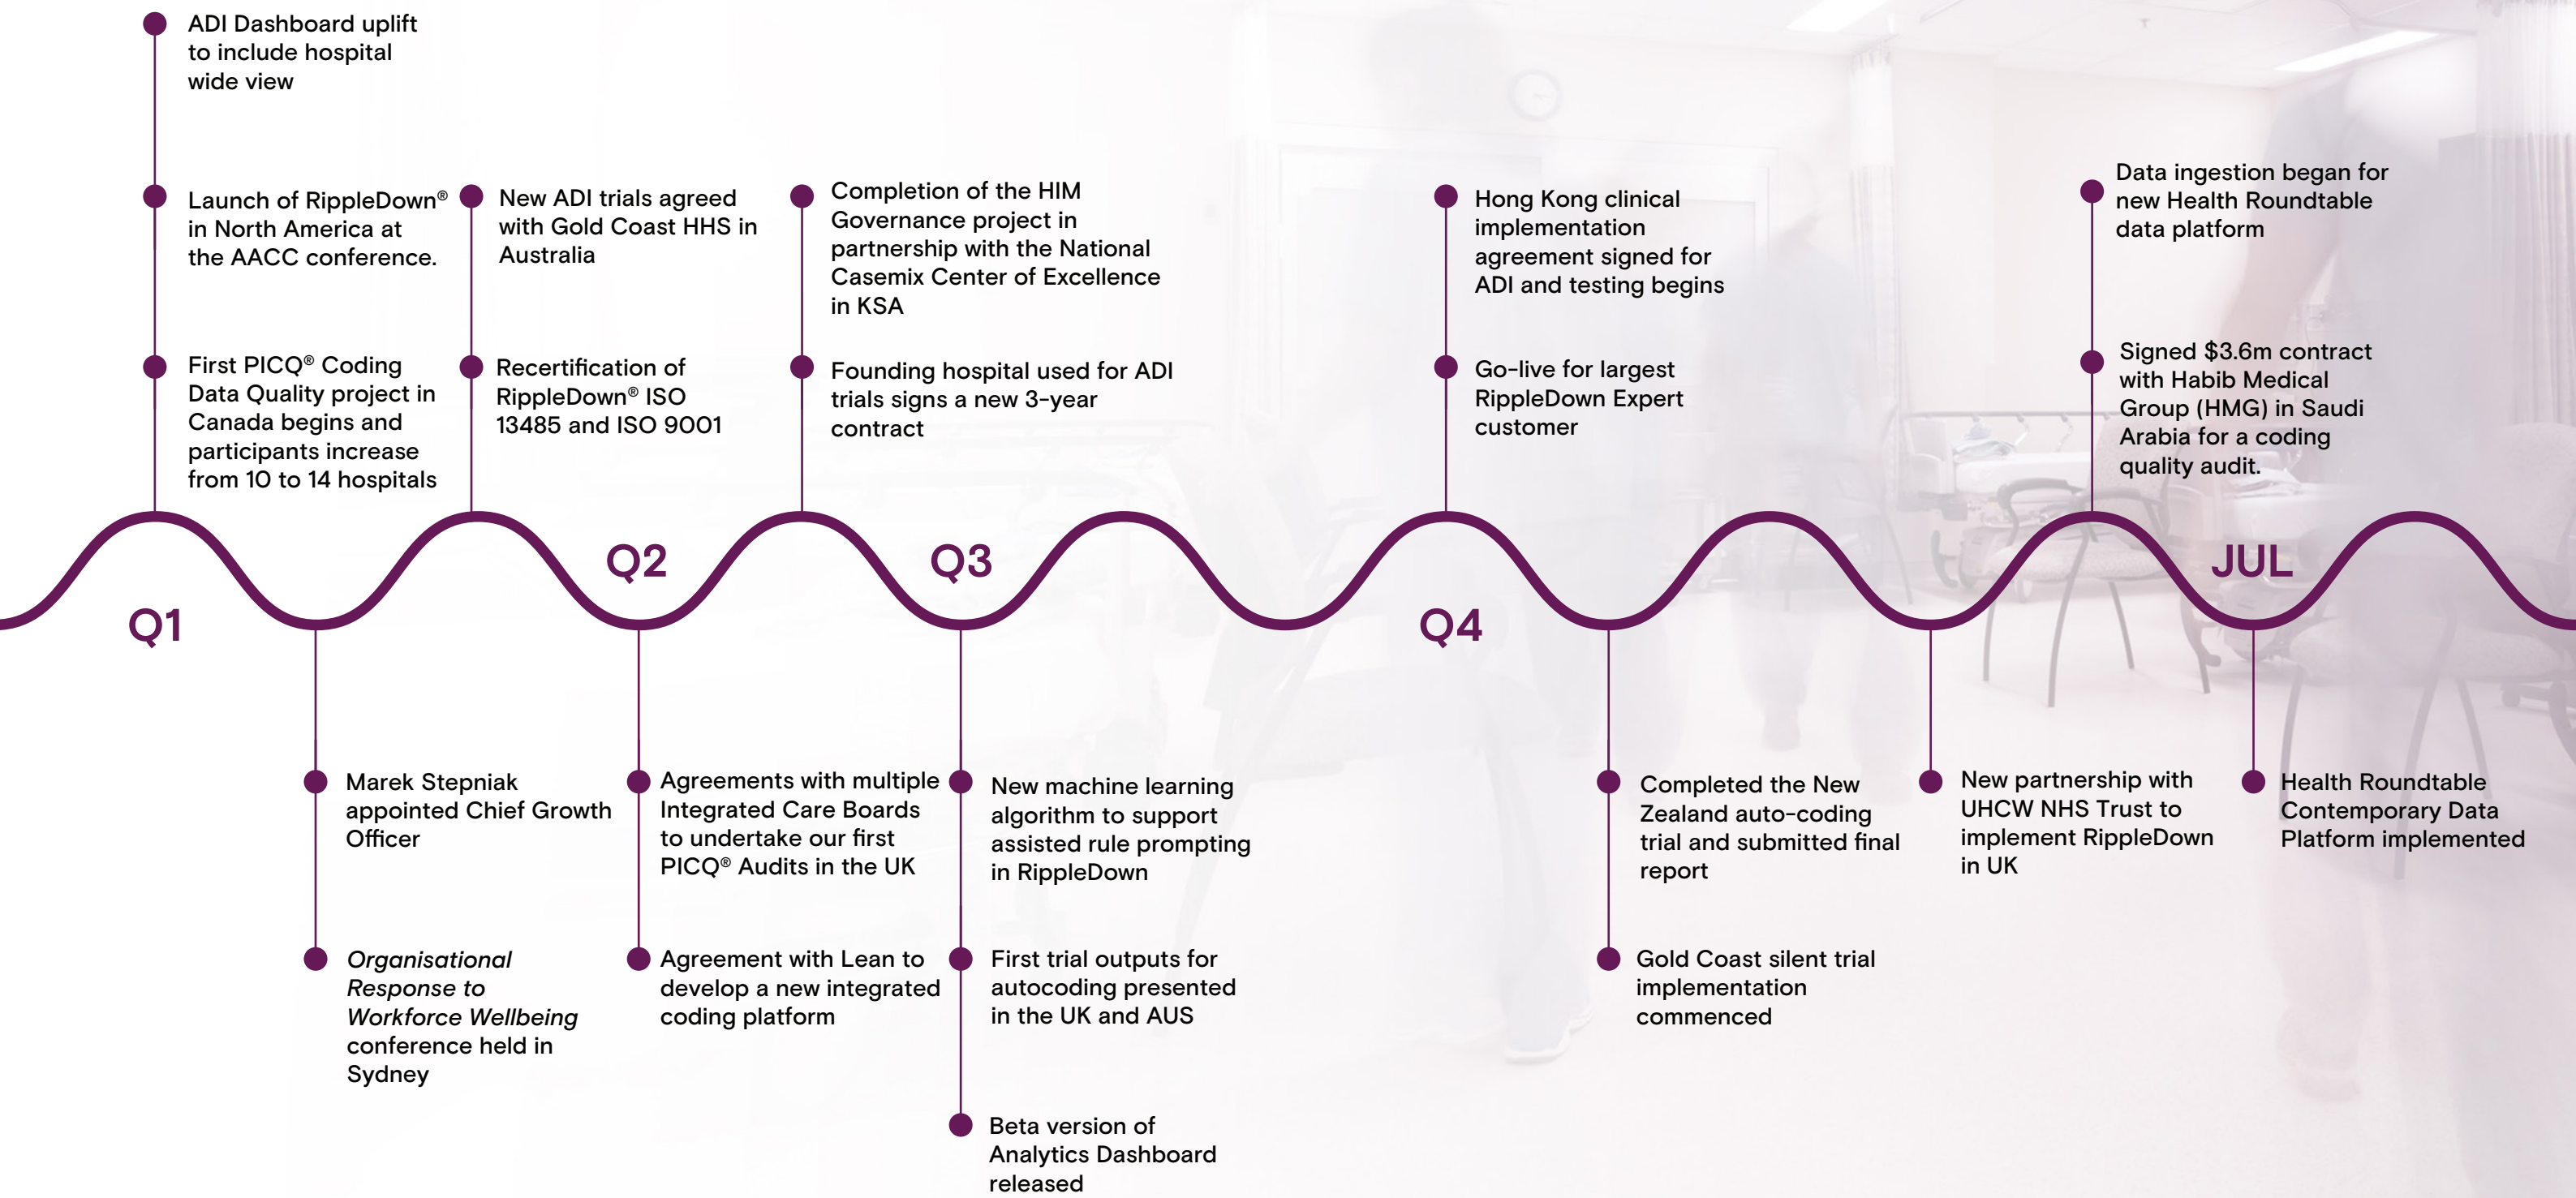 ADI Dashboard uplift
to include hospital
wide view
Launch of RippleDown®
in North America at
the AACC conference.
First PICQ® Coding
Data Quality project in
Canada begins and
participants increase
from 10 to 14 hospitals
Q1
Marek Stepniak
appointed Chief Growth
Officer
Organisational
Response to
Workforce Wellbeing
conference held in
Sydney
New ADI trials agreed
with Gold Coast HHS in
Australia
Recertification of
RippleDown® ISO
13485 and ISO 9001
Q2
Agreements with multiple
Integrated Care Boards
to undertake our first
PICQ® Audits in the UK
Agreement with Lean to
develop a new integrated
coding platform
Completion of the HIM
Governance project in
partnership with the National
Casemix Center of Excellence
in KSA
Founding hospital used for ADI
trials signs a new 3-year
contract
Q3
New machine learning
algorithm to support
assisted rule prompting
in RippleDown
First trial outputs for
autocoding presented
in the UK and AUS
Beta version of
Analytics Dashboard
released
Hong Kong clinical
implementation
agreement signed for
ADI and testing begins
Go-live for largest
RippleDown Expert
customer
Q4
Completed the New
Zealand auto-coding
trial and submitted final
report
Gold Coast silent trial
implementation
commenced
New partnership with
UHCW NHS Trust to
implement RippleDown
in UK
Data ingestion began for
new Health Roundtable
data platform
Signed $3.6m contract
with Habib Medical
Group (HMG) in Saudi
Arabia for a coding
quality audit.
JUL
Health Roundtable
Contemporary Data
Platform implemented